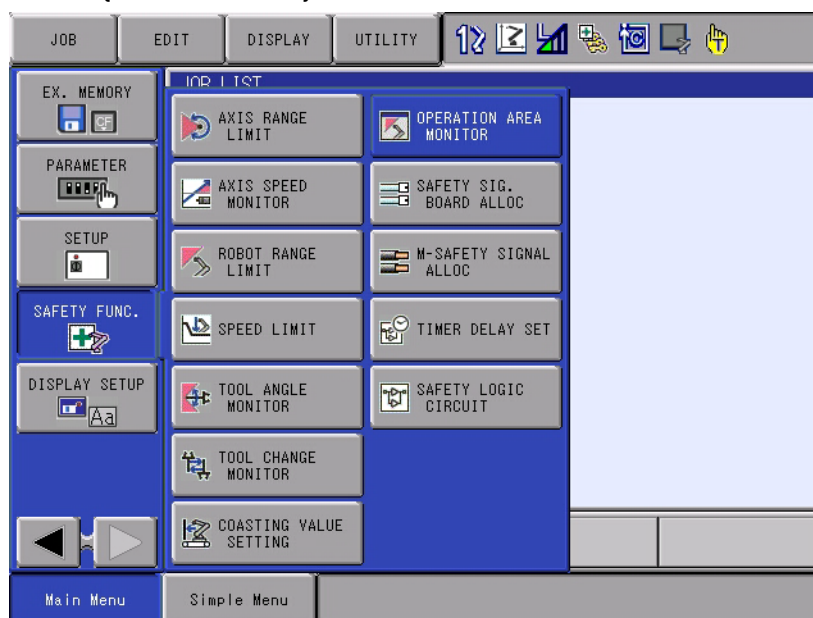 JOB
EDIT
DISPLAY
UTILITY
JOB LIST
EX. MEMORY
CF
PARAMETER
SETUP
SAFETY FUNC.
DISPLAY SETUP
Aa
AXIS RANGE
LIMIT
AXIS SPEED
MONITOR
ROBOT RANGE
LIMIT
SPEED LIMIT
TOOL ANGLE
MONITOR
TOOL CHANGE
MONITOR
COASTING VALUE
SETTING
OPERATION AREA
MONITOR
SAFETY SIG.
BOARD ALLOC
M-SAFETY SIGNAL
ALLOC
TIMER DELAY SET
SAFETY LOGIC
CIRCUIT
Main Menu
Simple Menu